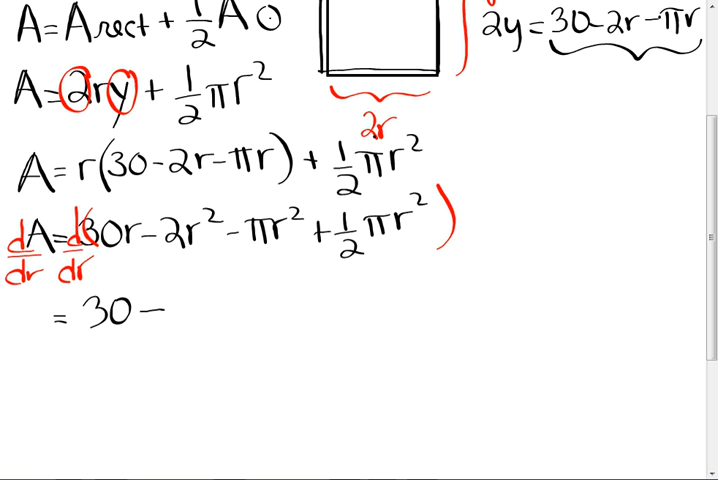 A = Arect + 1/2 A○
2y = 30-2r-πr
A = 2ry + 1/2 πr²
2r
A = r(30-2r-πr) + 1/2 πr²
d/dr A = d/dr (30r-2r²-πr²+1/2 πr²)
= 30 -